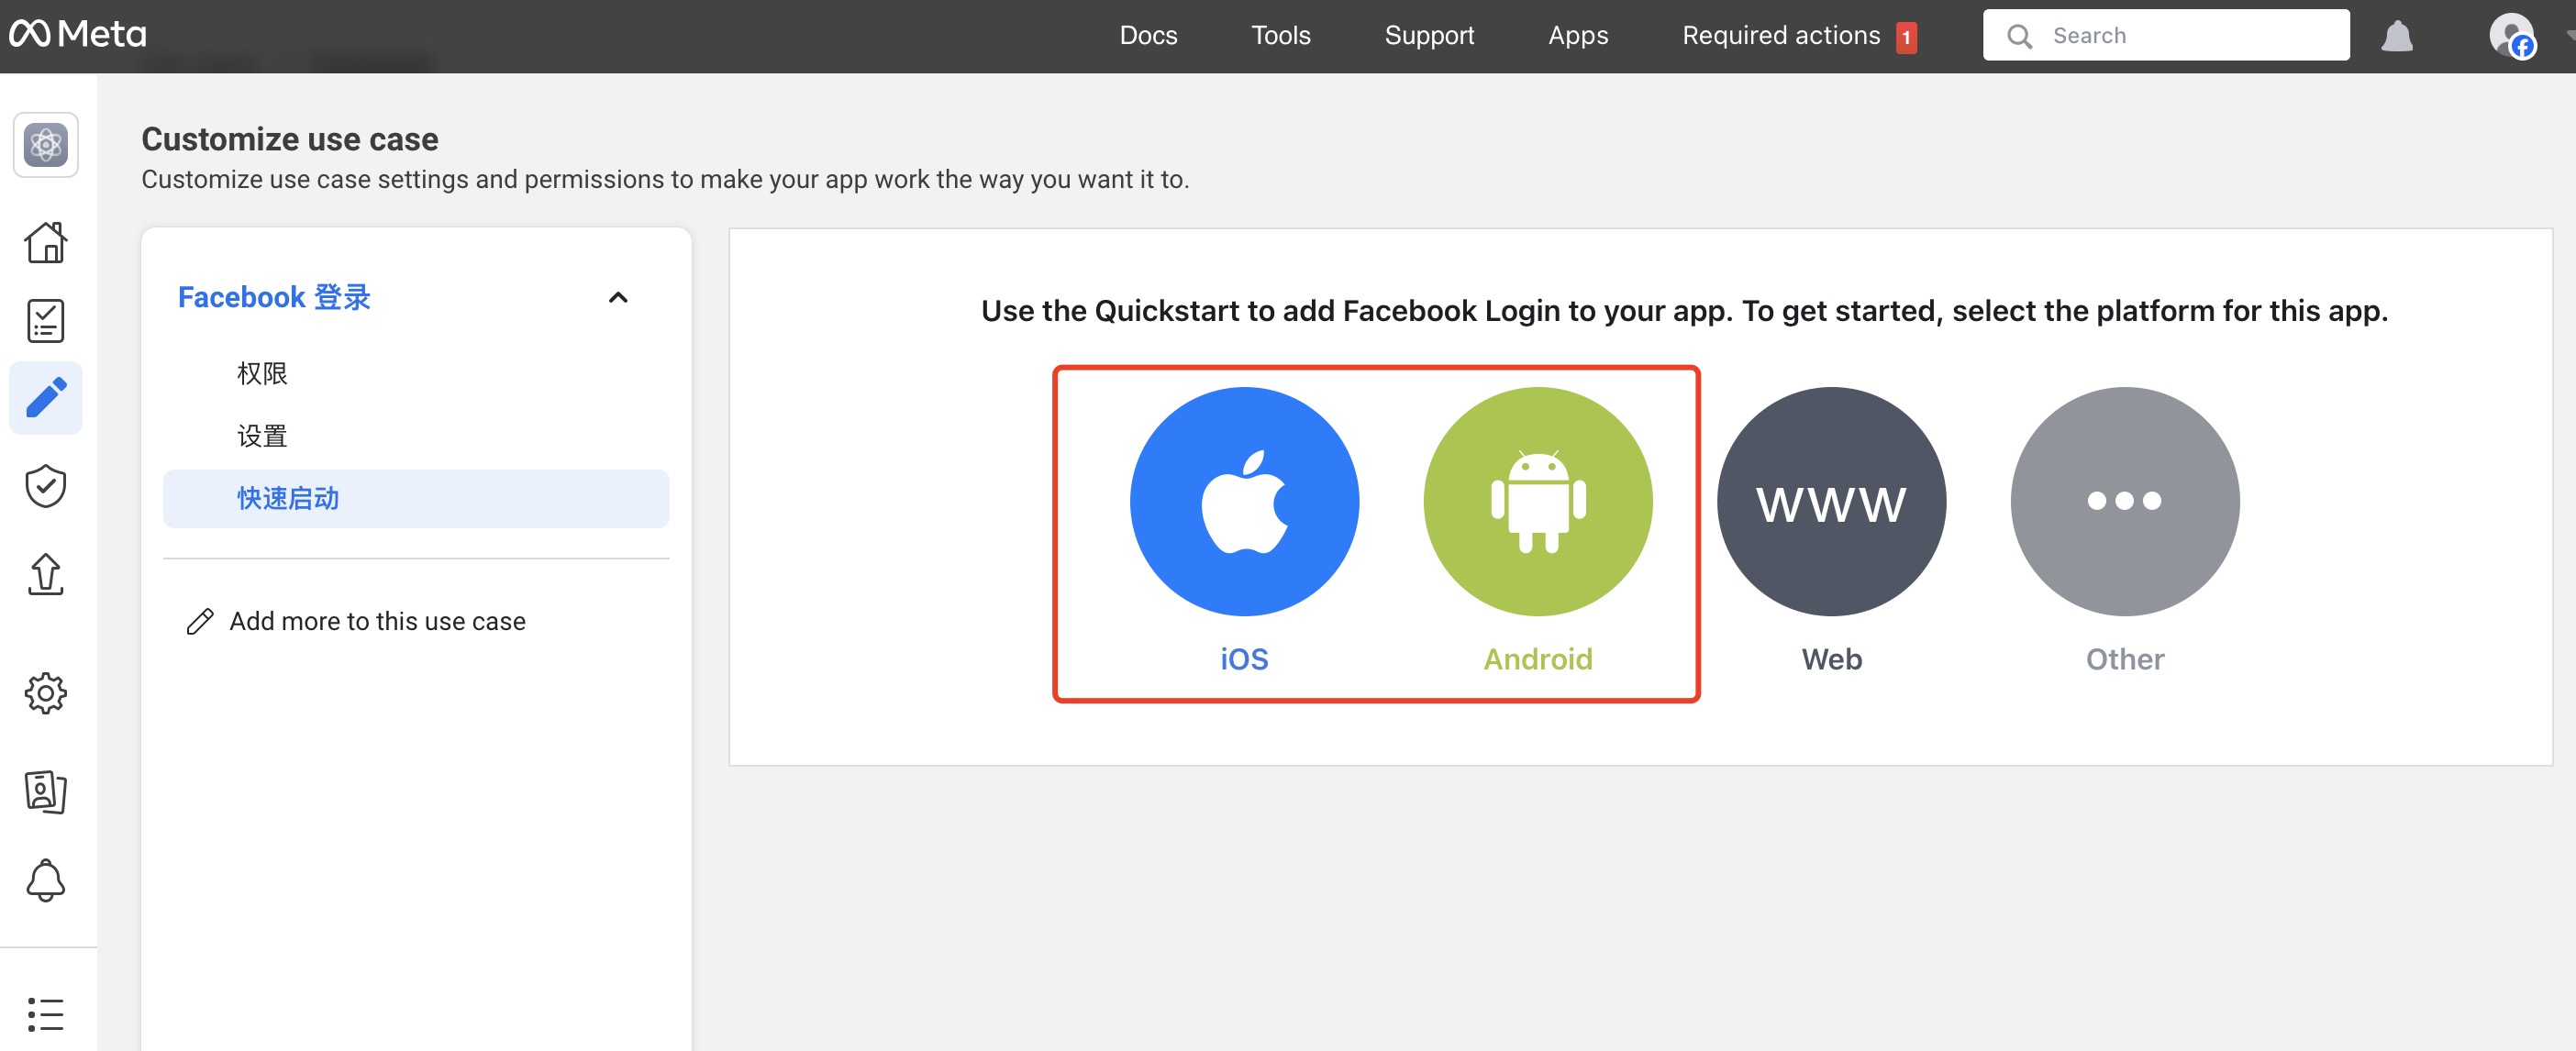 Meta
Docs
Tools
Support
Apps
Required actions 1
Search
Customize use case
Customize use case settings and permissions to make your app work the way you want it to.
Facebook 登录
权限
设置
快速启动
Add more to this use case
Use the Quickstart to add Facebook Login to your app. To get started, select the platform for this app.
www
iOS
Android
Web
Other